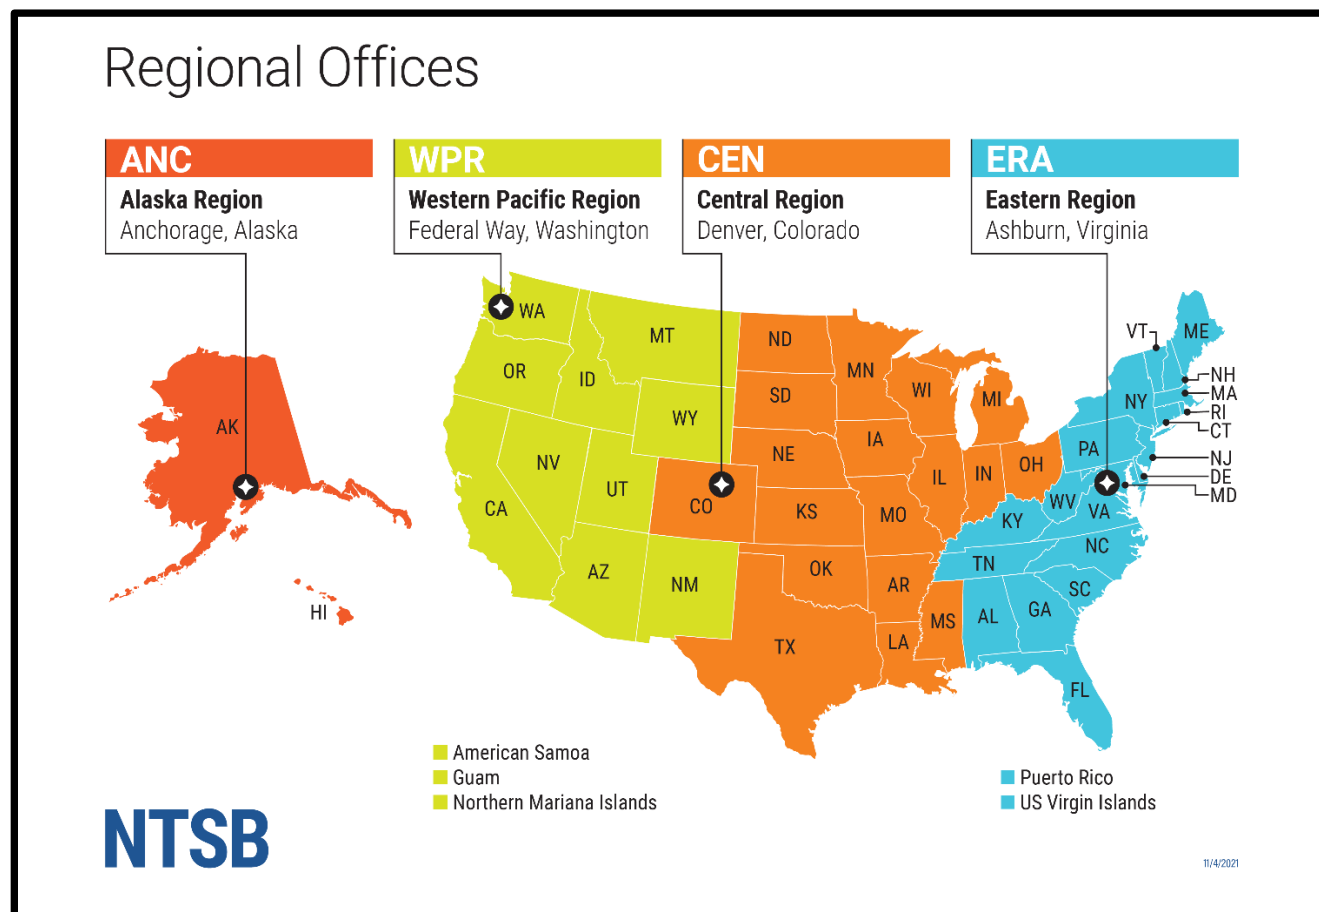 Regional Offices
ANC
Alaska Region
Anchorage, Alaska
WPR
Western Pacific Region
Federal Way, Washington
CEN
Central Region
Denver, Colorado
ERA
Eastern Region
Ashburn, Virginia
AK
HI
WA
OR
ID
MT
WY
NV
UT
CA
AZ
NM
CO
ND
SD
NE
KS
OK
TX
MN
IA
MO
AR
LA
WI
IL
MI
IN
OH
MS
KY
TN
AL
GA
FL
SC
NC
VA
WV
PA
NY
VT
ME
NH
MA
RI
CT
NJ
DE
MD
American Samoa
Guam
Northern Mariana Islands
Puerto Rico
US Virgin Islands
NTSB
11/4/2021